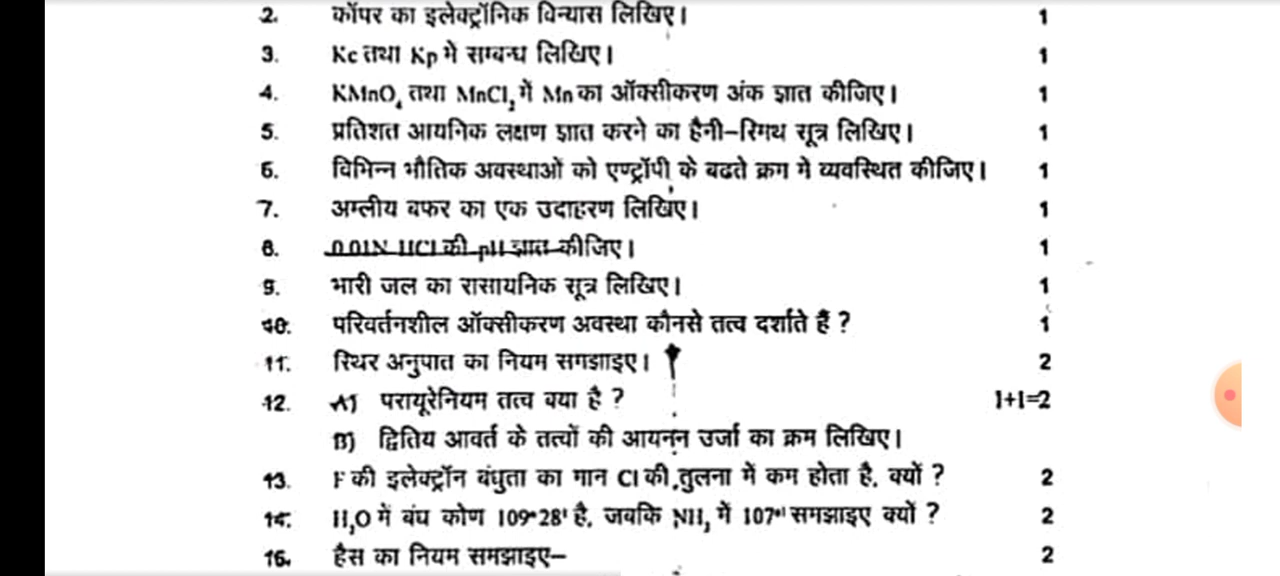 2. कॉपर का इलेक्ट्रॉनिक विन्यास लिखिए। 1
3. Kc तथा Kp में सम्बन्ध लिखिए। 1
4. KMnO₄ तथा MnCl₂ में Mn का ऑक्सीकरण अंक ज्ञात कीजिए। 1
5. प्रतिशत आयनिक लक्षण ज्ञात करने का हैनी–स्मिथ सूत्र लिखिए। 1
6. विभिन्न भौतिक अवस्थाओं को एण्ट्रॉपी के बढते क्रम में व्यवस्थित कीजिए। 1
7. अम्लीय बफर का एक उदाहरण लिखिए। 1
8. 0.01N HCl की pH ज्ञात कीजिए। 1
9. भारी जल का रासायनिक सूत्र लिखिए। 1
10. परिवर्तनशील ऑक्सीकरण अवस्था कौनसे तत्व दर्शाते हैं ? 1
11. स्थिर अनुपात का नियम समझाइए। 2
12. A) परायूरेनियम तत्व क्या है ? 1+1=2
B) द्वितिय आवर्त के तत्वों की आयनन उर्जा का क्रम लिखिए।
13. F की इलेक्ट्रॉन बंधुता का मान Cl की तुलना में कम होता है, क्यों ? 2
14. H₂O में बंध कोण 109°28' है, जबकि NH₃ में 107° समझाइए क्यों ? 2
15. हैस का नियम समझाइए– 2